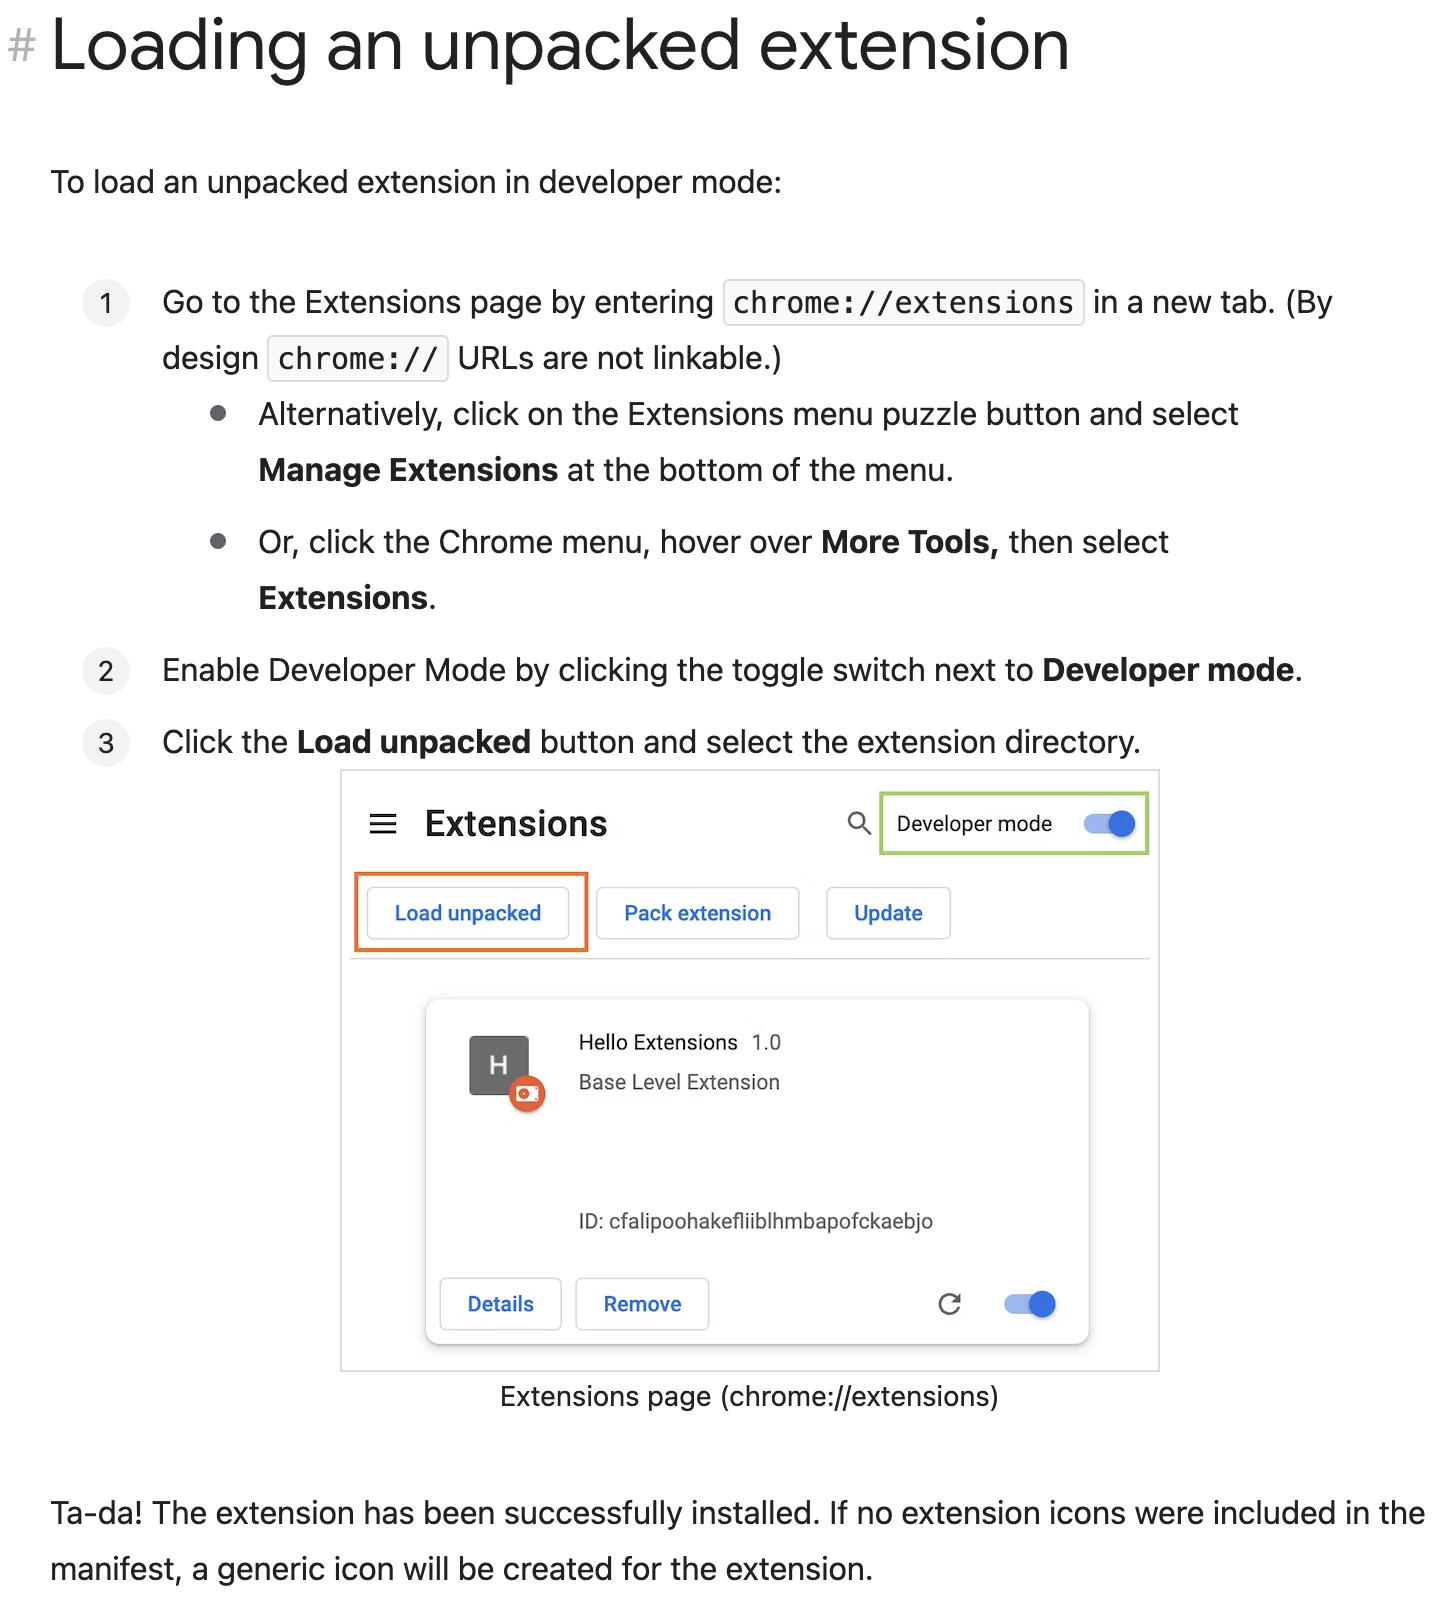 # Loading an unpacked extension
To load an unpacked extension in developer mode:
1 Go to the Extensions page by entering chrome://extensions in a new tab. (By
design chrome:// URLs are not linkable.)
● Alternatively, click on the Extensions menu puzzle button and select
Manage Extensions at the bottom of the menu.
● Or, click the Chrome menu, hover over More Tools, then select
Extensions.
2 Enable Developer Mode by clicking the toggle switch next to Developer mode.
3 Click the Load unpacked button and select the extension directory.
Extensions Developer mode
Load unpacked Pack extension Update
H Hello Extensions 1.0
Base Level Extension
ID: cfalipoohakefliiblhmbapofckaebjo
Details Remove
Extensions page (chrome://extensions)
Ta-da! The extension has been successfully installed. If no extension icons were included in the
manifest, a generic icon will be created for the extension.